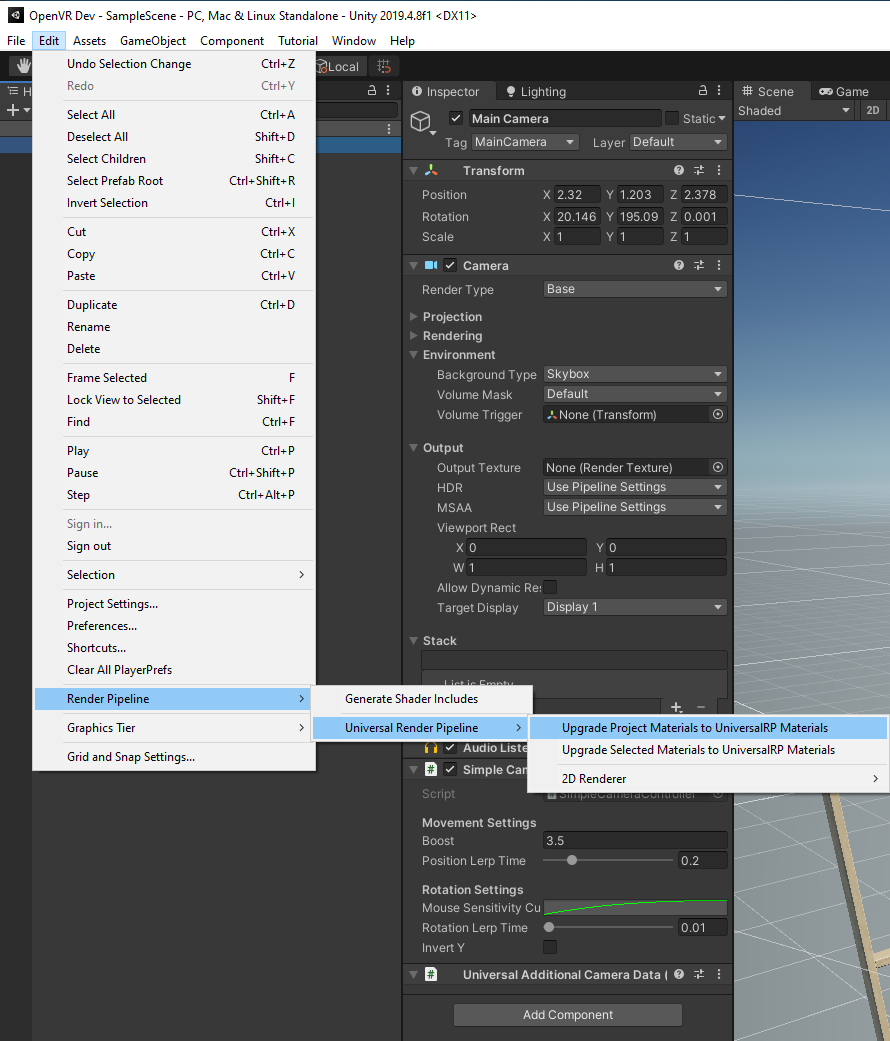 OpenVR Dev - SampleScene - PC, Mac & Linux Standalone - Unity 2019.4.8f1 <DX11>
File Edit Assets GameObject Component Tutorial Window Help
Undo Selection Change Ctrl+Z
Redo Ctrl+Y
Select All Ctrl+A
Deselect All Shift+D
Select Children Shift+C
Select Prefab Root Ctrl+Shift+R
Invert Selection Ctrl+I
Cut Ctrl+X
Copy Ctrl+C
Paste Ctrl+V
Duplicate Ctrl+D
Rename
Delete
Frame Selected F
Lock View to Selected Shift+F
Find Ctrl+F
Play Ctrl+P
Pause Ctrl+Shift+P
Step Ctrl+Alt+P
Sign in...
Sign out
Selection
Project Settings...
Preferences...
Shortcuts...
Clear All PlayerPrefs
Render Pipeline
Graphics Tier
Grid and Snap Settings...
Generate Shader Includes
Universal Render Pipeline
Upgrade Project Materials to UniversalRP Materials
Upgrade Selected Materials to UniversalRP Materials
2D Renderer
Local
H
Inspector Lighting
Main Camera Static
Tag MainCamera Layer Default
Transform
Position X 2.32 Y 1.203 Z 2.378
Rotation X 20.146 Y 195.09 Z 0.001
Scale X 1 Y 1 Z 1
Camera
Render Type Base
Projection
Rendering
Environment
Background Type Skybox
Volume Mask Default
Volume Trigger None (Transform)
Output
Output Texture None (Render Texture)
HDR Use Pipeline Settings
MSAA Use Pipeline Settings
Viewport Rect
X 0 Y 0
W 1 H 1
Allow Dynamic Re
Target Display Display 1
Stack
List is Empty
Audio Liste
# Simple Can
Script SimpleCameraController
Movement Settings
Boost 3.5
Position Lerp Time 0.2
Rotation Settings
Mouse Sensitivity Cu
Rotation Lerp Time 0.01
Invert Y
# Universal Additional Camera Data (
Add Component
Scene Game
Shaded 2D